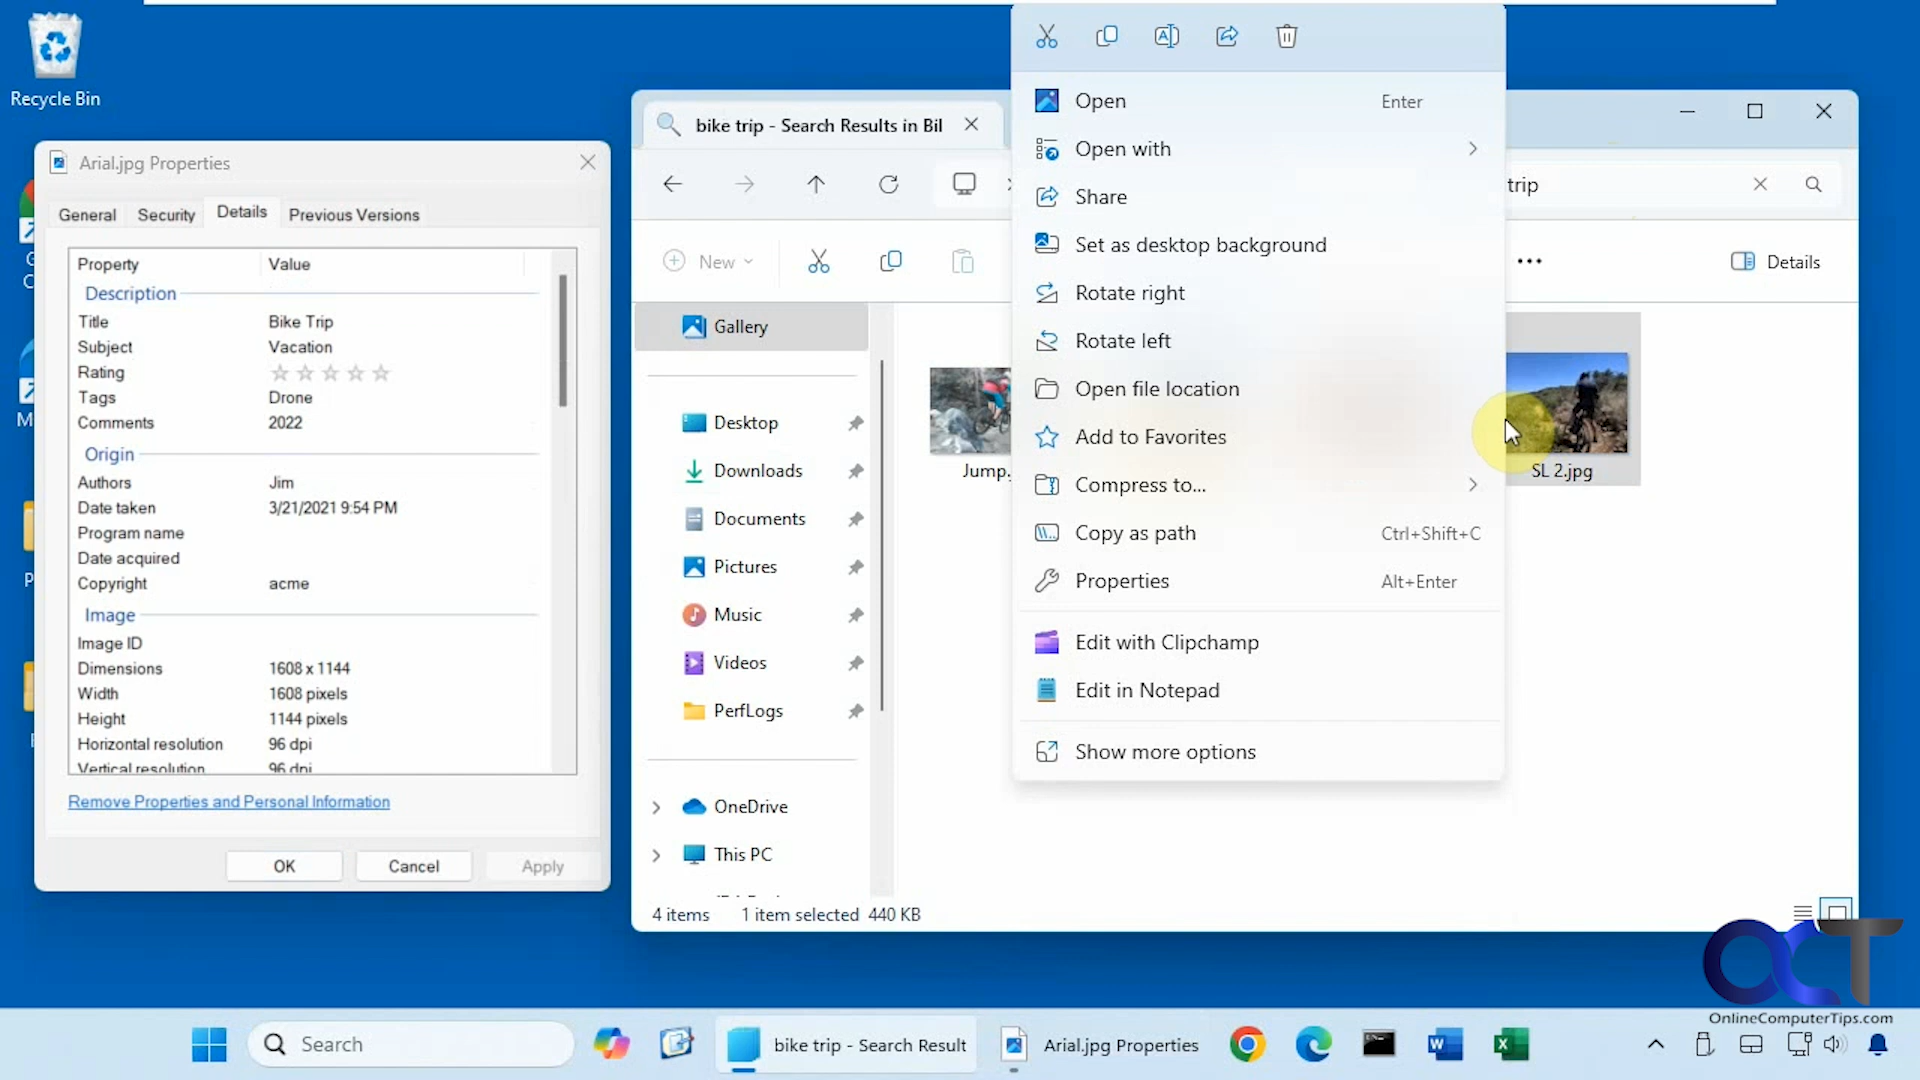 Recycle Bin
Arial.jpg Properties
General
Security
Details
Previous Versions
Property
Value
Description
Title
Bike Trip
Subject
Vacation
Rating
Tags
Drone
Comments
2022
Origin
Authors
Jim
Date taken
3/21/2021 9:54 PM
Program name
Date acquired
Copyright
acme
Image
Image ID
Dimensions
1608 x 1144
Width
1608 pixels
Height
1144 pixels
Horizontal resolution
96 dpi
Vertical resolution
96 dpi
Remove Properties and Personal Information
OK
Cancel
Apply
bike trip - Search Results in Bil
trip
New
Details
Gallery
Desktop
Downloads
Documents
Pictures
Music
Videos
PerfLogs
OneDrive
This PC
4 items
1 item selected 440 KB
Jump.
SL 2.jpg
Open
Enter
Open with
Share
Set as desktop background
Rotate right
Rotate left
Open file location
Add to Favorites
Compress to...
Copy as path
Ctrl+Shift+C
Properties
Alt+Enter
Edit with Clipchamp
Edit in Notepad
Show more options
OCT
OnlineComputerTips.com
Search
bike trip - Search Result
Arial.jpg Properties